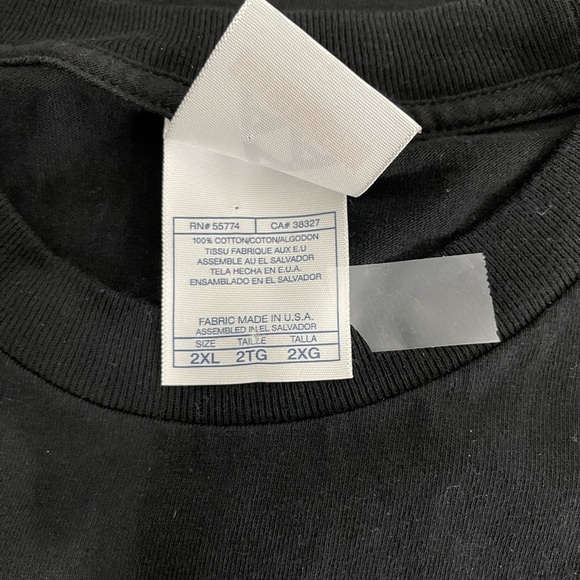 RN# 55774 CA# 38327
100% COTTON/COTON/ALGODON
TISSU FABRIQUE AUX E.U
ASSEMBLE AU EL SALVADOR
TELA HECHA EN E.U.A.
ENSAMBLADO EN EL SALVADOR
FABRIC MADE IN U.S.A.
ASSEMBLED IN EL SALVADOR
SIZE TAILLE TALLA
2XL 2TG 2XG